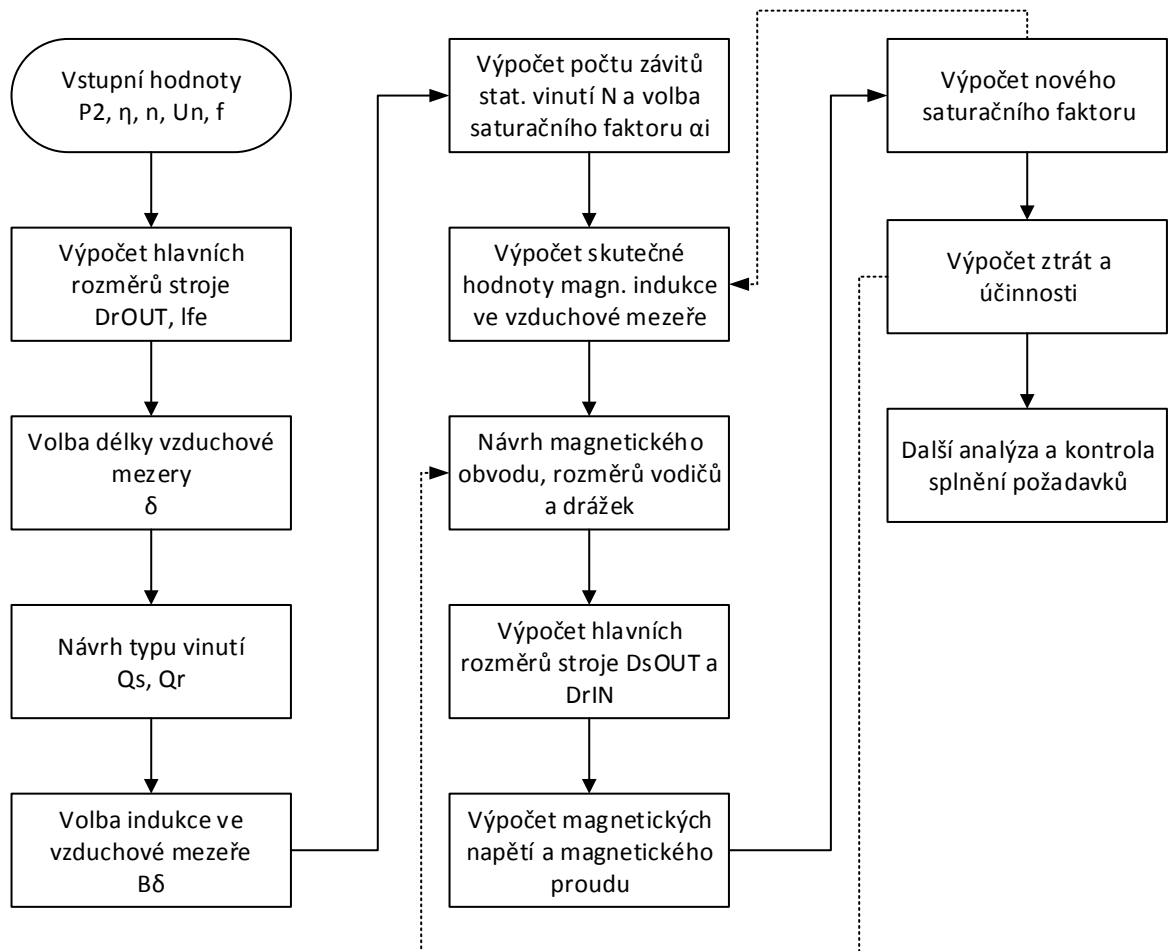 Vstupní hodnoty
P2, η, n, Un, f
Výpočet hlavních
rozměrů stroje
DrOUT, lfe
Volba délky vzduchové
mezery
δ
Návrh typu vinutí
Qs, Qr
Volba indukce ve
vzduchové mezeře
Bδ
Výpočet počtu závitů
stat. vinutí N a volba
saturačního faktoru αi
Výpočet skutečné
hodnoty magn. indukce
ve vzduchové mezeře
Návrh magnetického
obvodu, rozměrů vodičů
a drážek
Výpočet hlavních
rozměrů stroje DsOUT a
DrIN
Výpočet magnetických
napětí a magnetického
proudu
Výpočet nového
saturačního faktoru
Výpočet ztrát a
účinnosti
Další analýza a kontrola
splnění požadavků